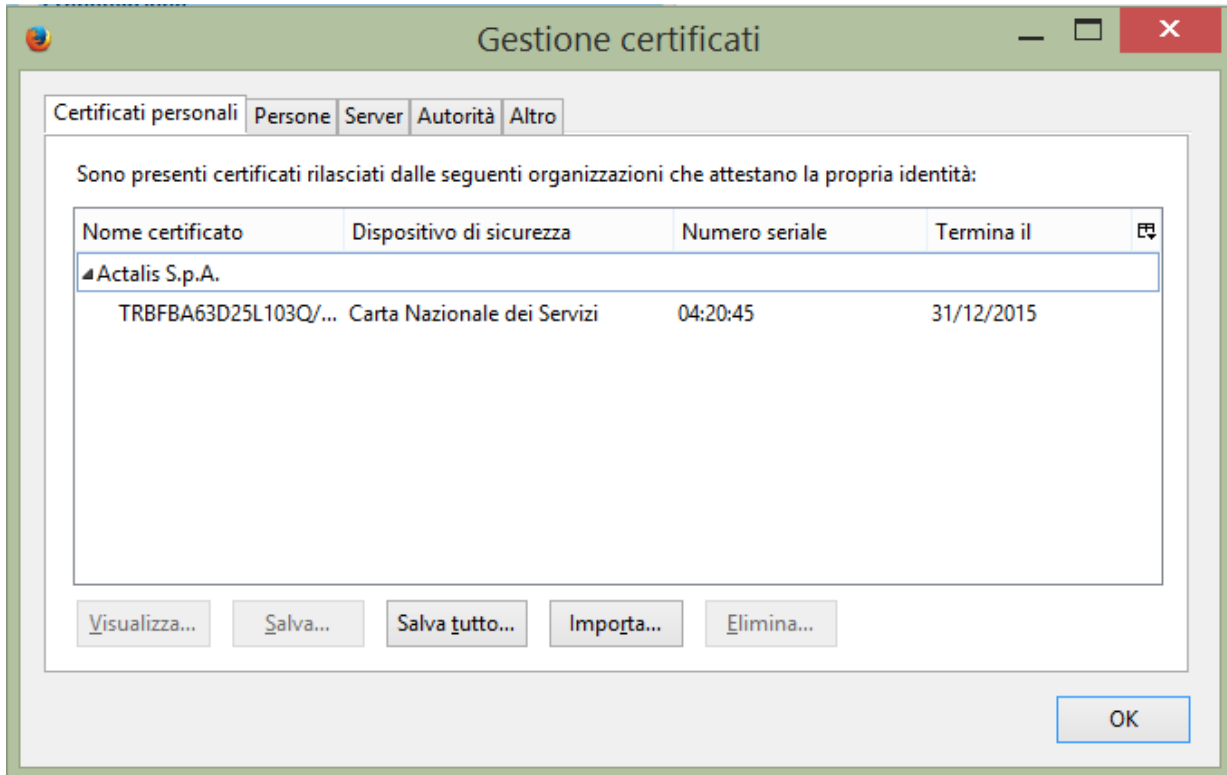 Gestione certificati
Certificati personali Persone Server Autorità Altro
Sono presenti certificati rilasciati dalle seguenti organizzazioni che attestano la propria identità:
Nome certificato Dispositivo di sicurezza Numero seriale Termina il
Actalis S.p.A.
TRBFBA63D25L103Q/... Carta Nazionale dei Servizi 04:20:45 31/12/2015
Visualizza... Salva... Salva tutto... Importa... Elimina...
OK